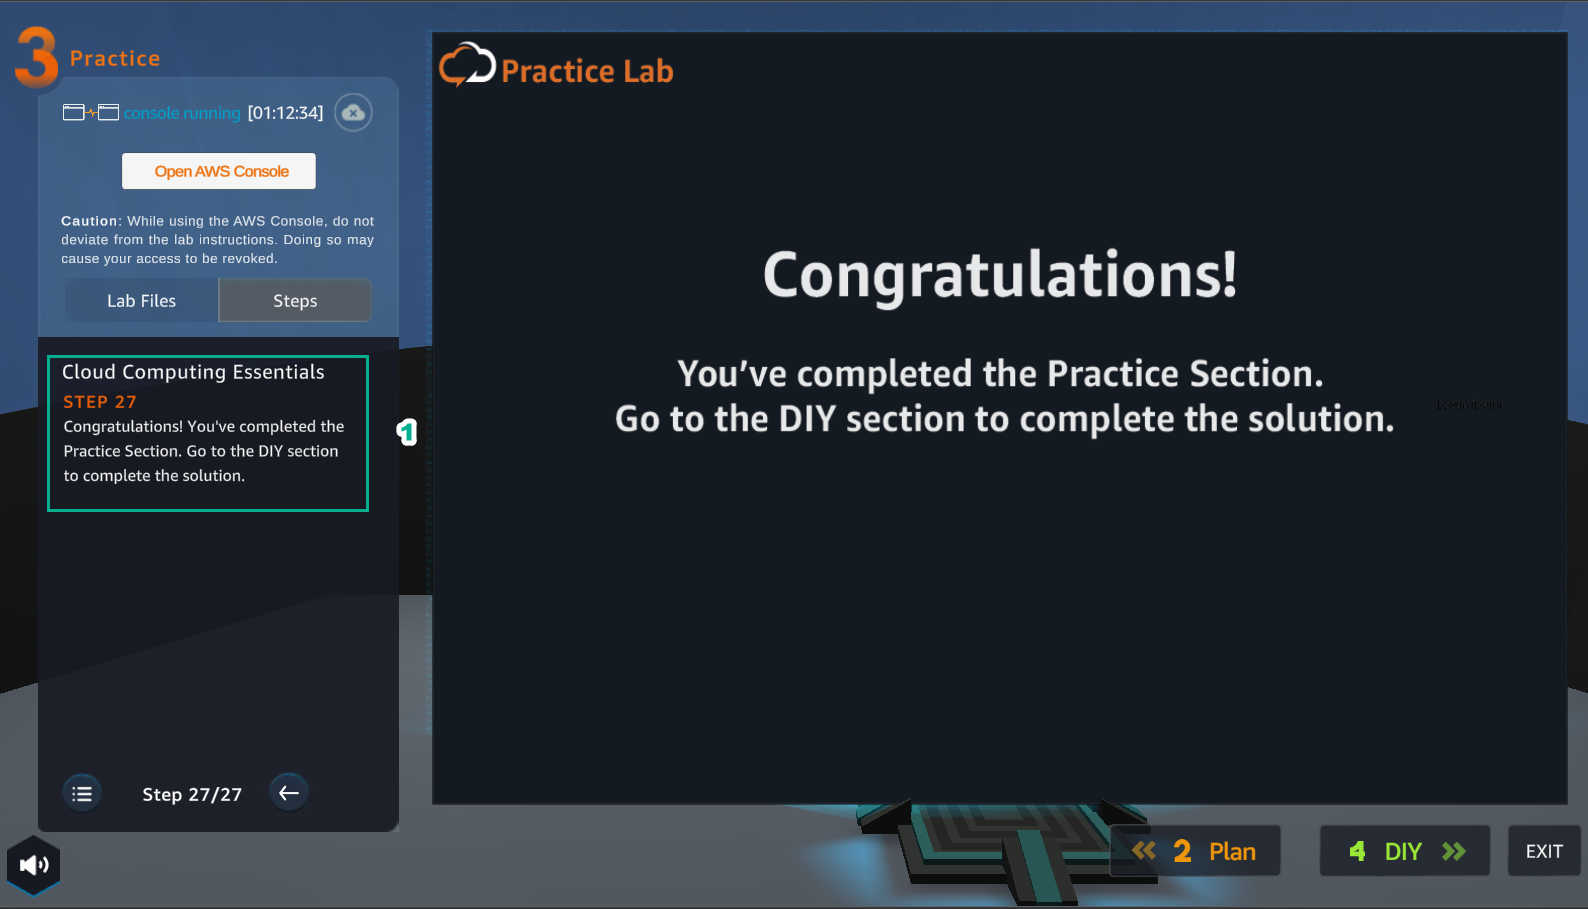 3 Practice
console running [01:12:34]
Open AWS Console
Caution: While using the AWS Console, do not
deviate from the lab instructions. Doing so may
cause your access to be revoked.
Lab Files Steps
Cloud Computing Essentials
STEP 27
Congratulations! You've completed the
Practice Section. Go to the DIY section
to complete the solution.
1
Step 27/27
Practice Lab
Congratulations!
You’ve completed the Practice Section.
Go to the DIY section to complete the solution.
Lorem ipsum
2 Plan
4 DIY
EXIT